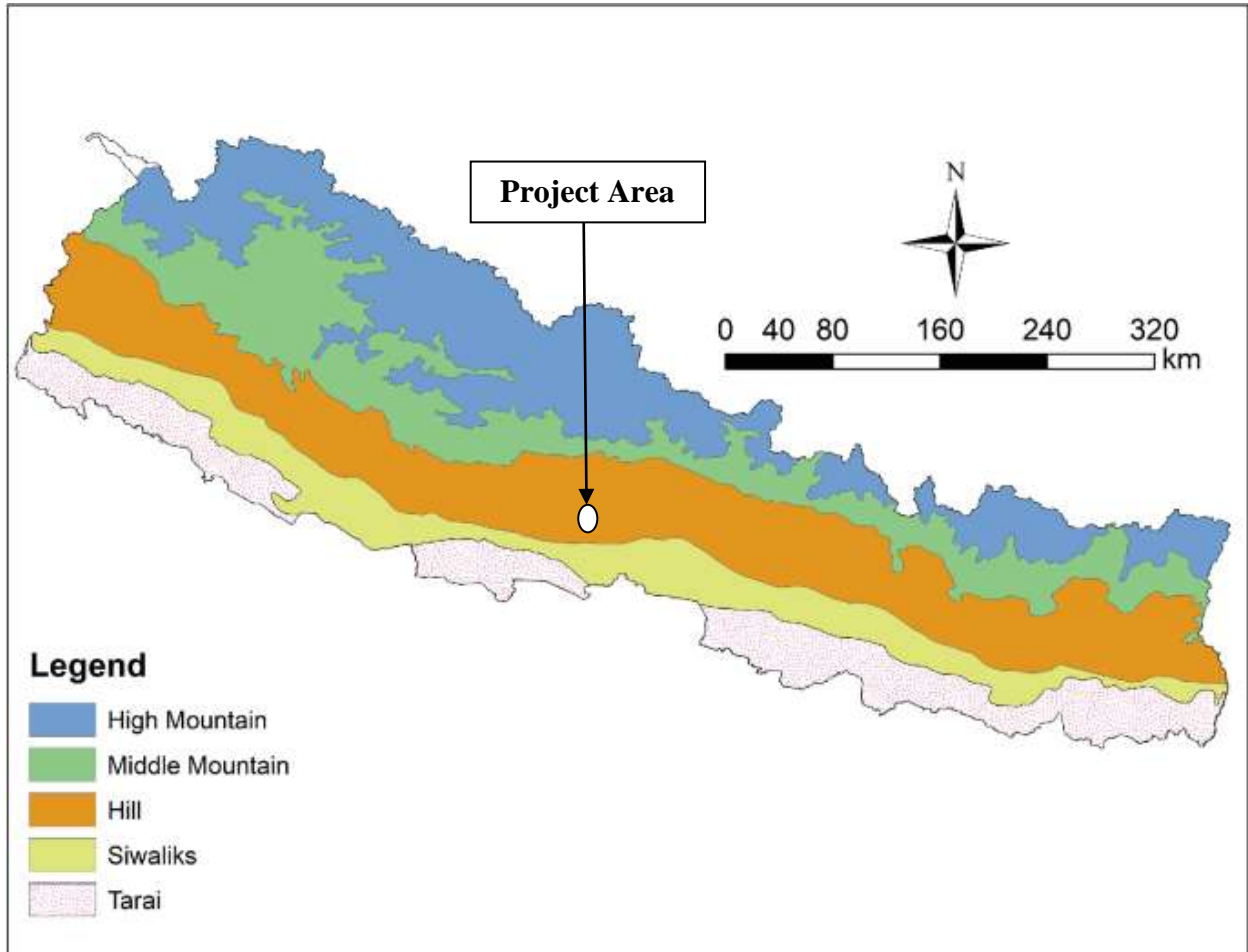 Project Area
N
0 40 80 160 240 320
km
Legend
High Mountain
Middle Mountain
Hill
Siwaliks
Tarai